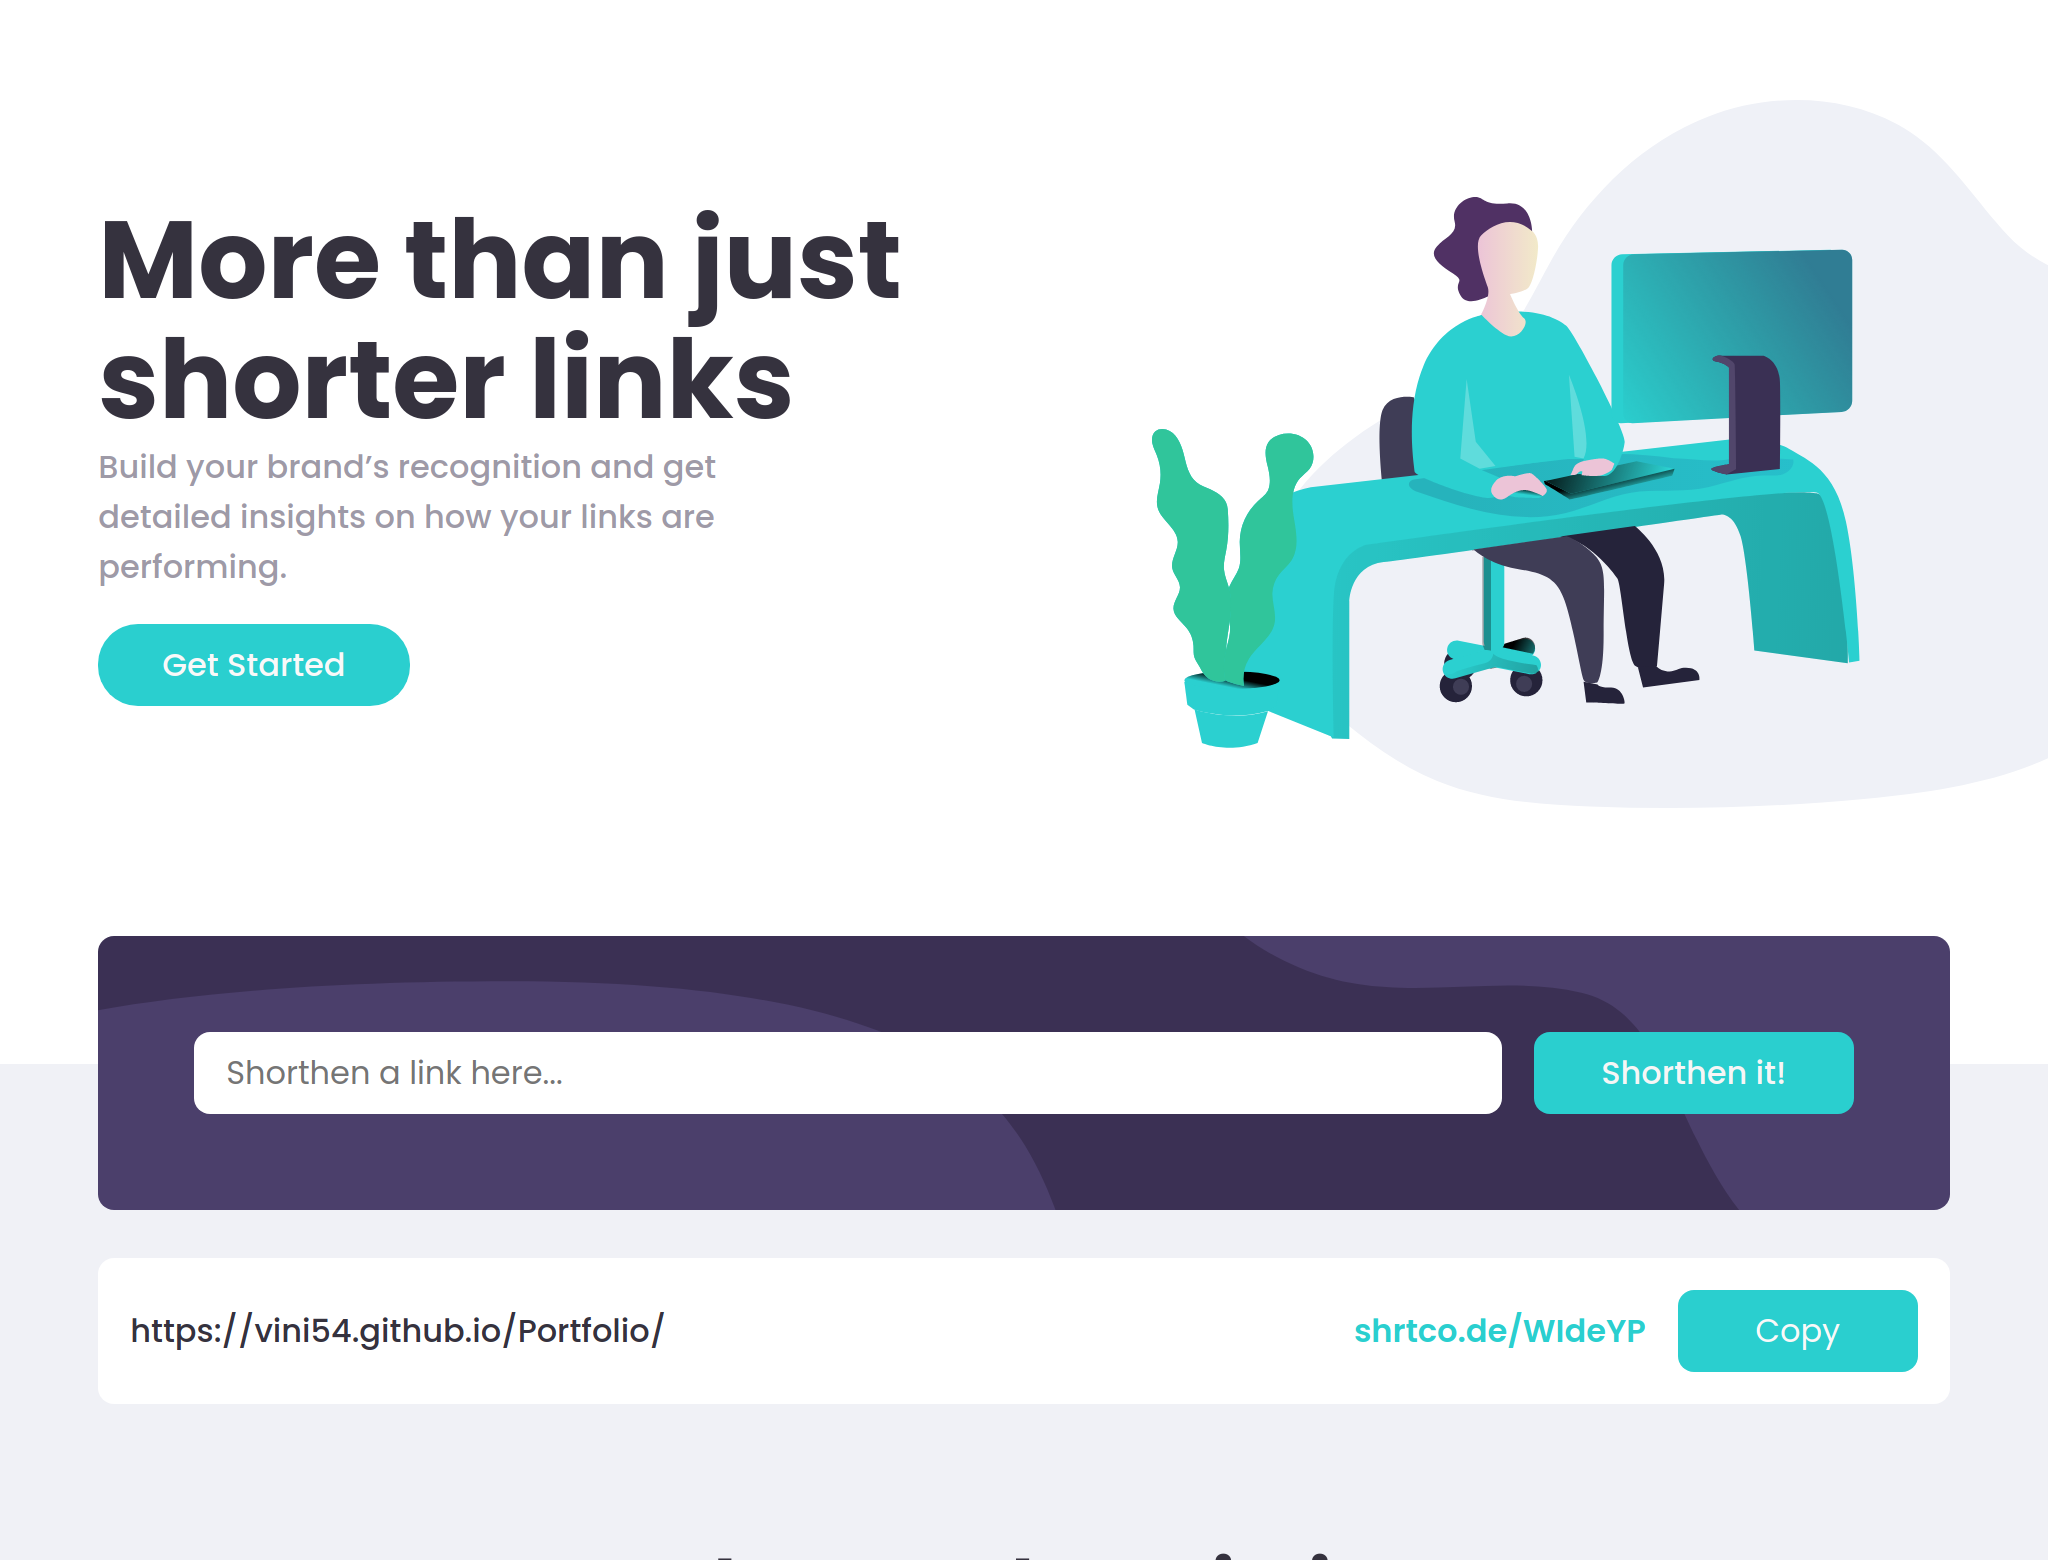 More than just
shorter links
Build your brand’s recognition and get
detailed insights on how your links are
performing.
Get Started
Shorthen a link here...
Shorthen it!
https://vini54.github.io/Portfolio/
shrtco.de/WIdeYP
Copy